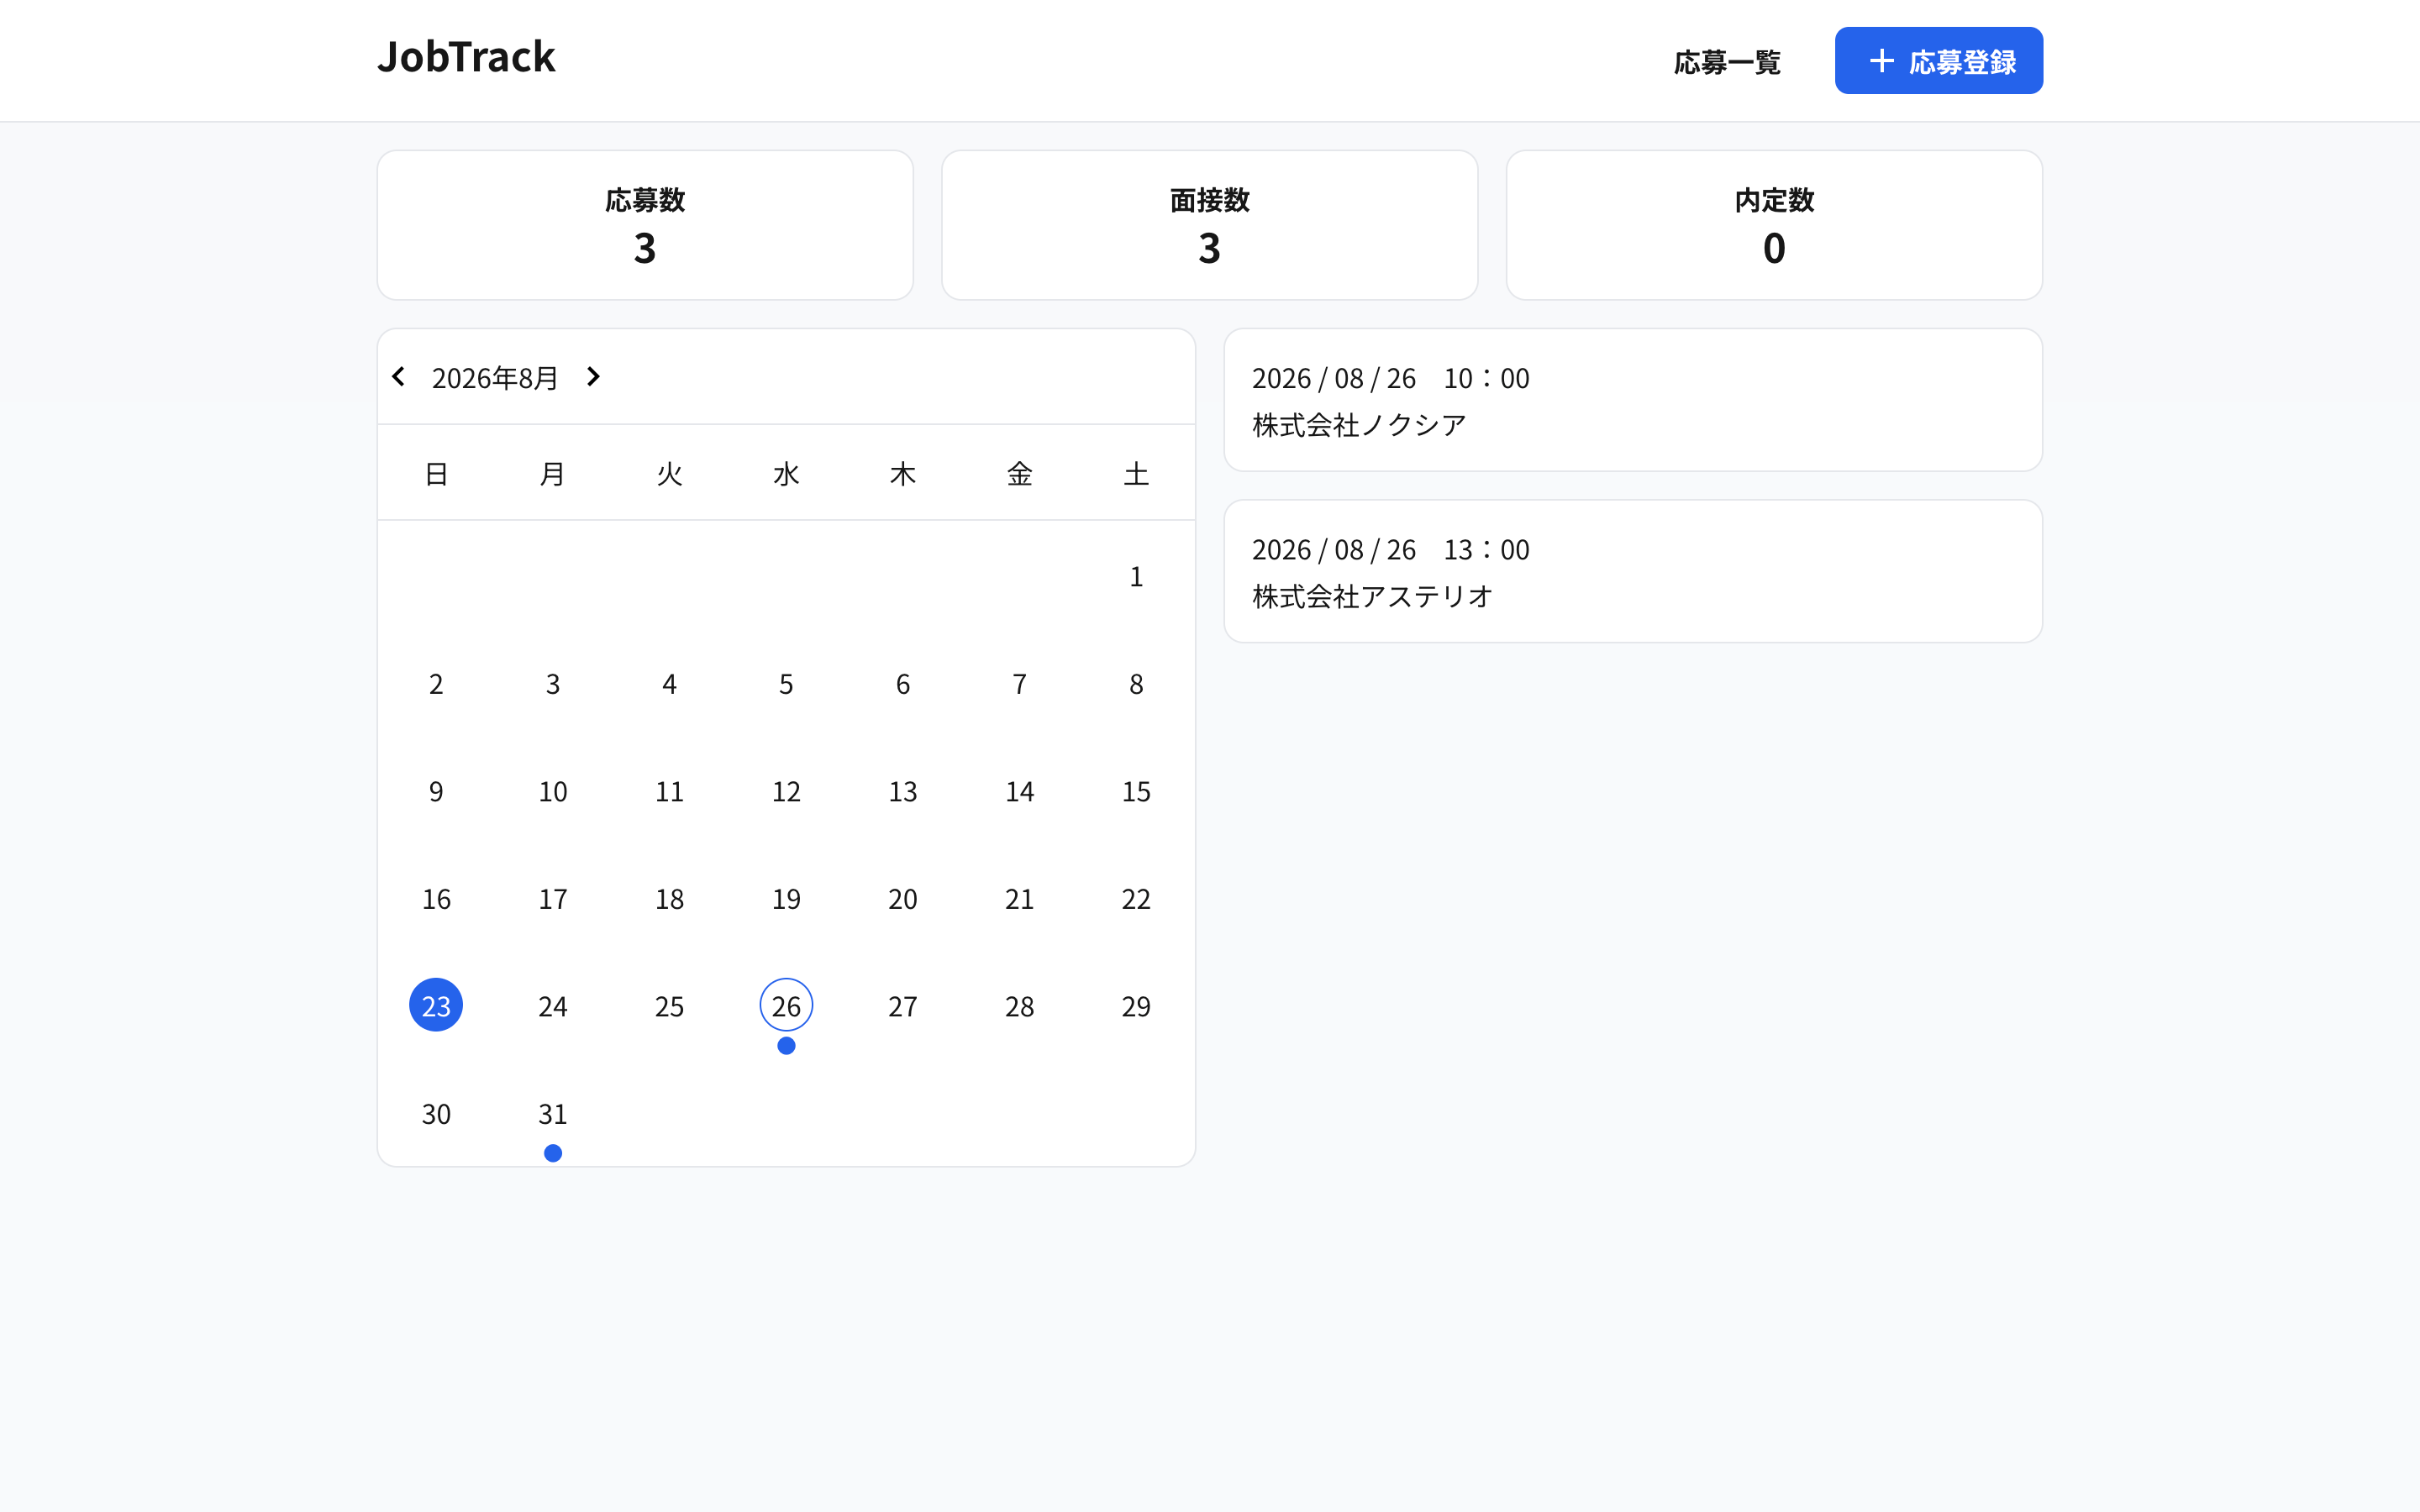 JobTrack
応募一覧
＋ 応募登録
応募数
3
面接数
3
内定数
0
2026年8月
日 月 火 水 木 金 土
1
2 3 4 5 6 7 8
9 10 11 12 13 14 15
16 17 18 19 20 21 22
23 24 25 26 27 28 29
30 31
2026 / 08 / 26　10：00
株式会社ノクシア
2026 / 08 / 26　13：00
株式会社アステリオ